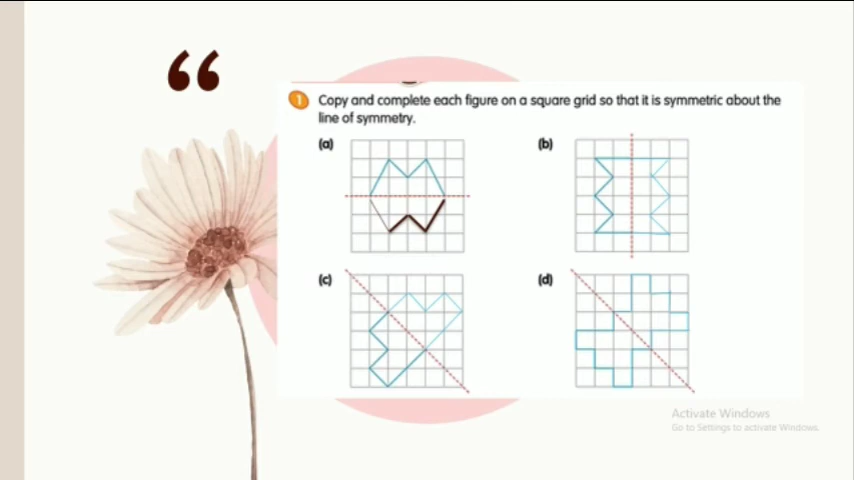 “
1 Copy and complete each figure on a square grid so that it is symmetric about the
line of symmetry.
(a) (b)
(c) (d)
Activate Windows
Go to Settings to activate Windows.